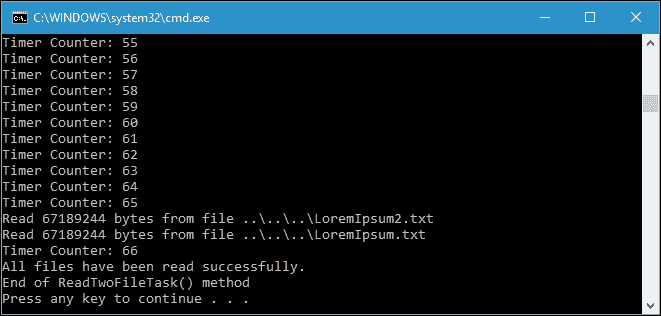 C:\WINDOWS\system32\cmd.exe
Timer Counter: 55
Timer Counter: 56
Timer Counter: 57
Timer Counter: 58
Timer Counter: 59
Timer Counter: 60
Timer Counter: 61
Timer Counter: 62
Timer Counter: 63
Timer Counter: 64
Timer Counter: 65
Read 67189244 bytes from file ..\..\..\LoremIpsum2.txt
Read 67189244 bytes from file ..\..\..\LoremIpsum.txt
Timer Counter: 66
All files have been read successfully.
End of ReadTwoFileTask() method
Press any key to continue . . .